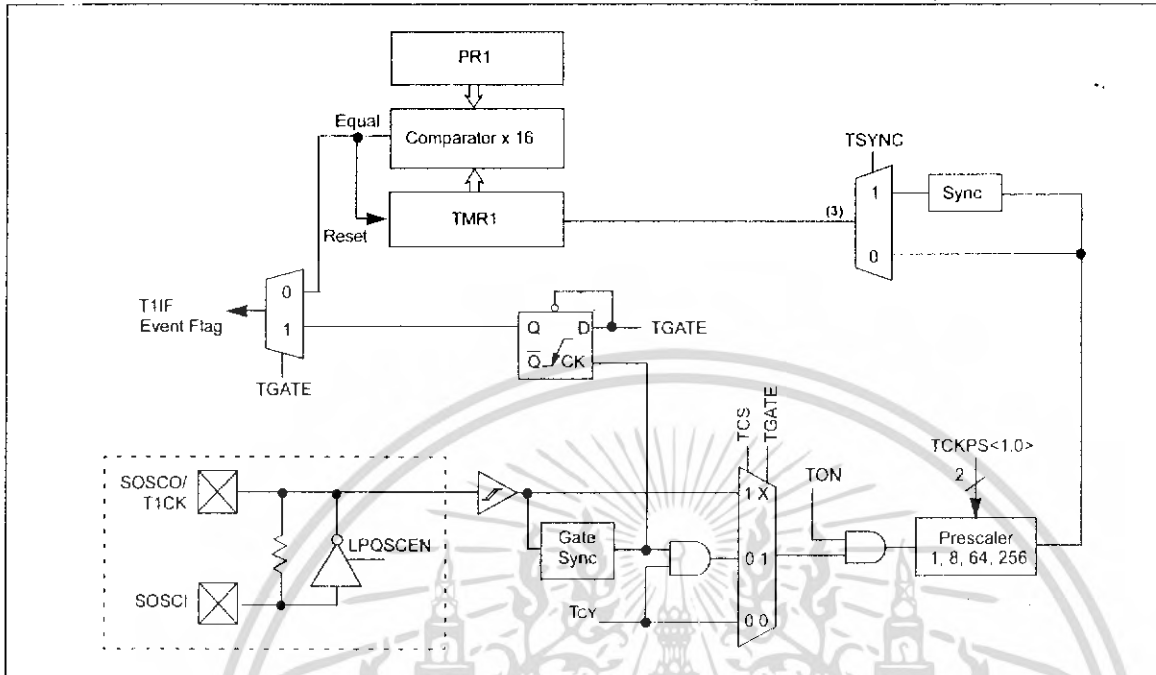 PR1
Equal
Comparator x 16
TSYNC
1
Sync
(3)
TMR1
Reset
0
0
T1IF
Event Flag
1
Q
D
TGATE
Q
CK
TGATE
TCS
TGATE
TCKPS<1.0>
SOSCO/
T1CK
TON
2
1 X
LPOSCEN
Gate
Sync
0 1
Prescaler
1, 8, 64, 256
SOSCI
TCY
0 0